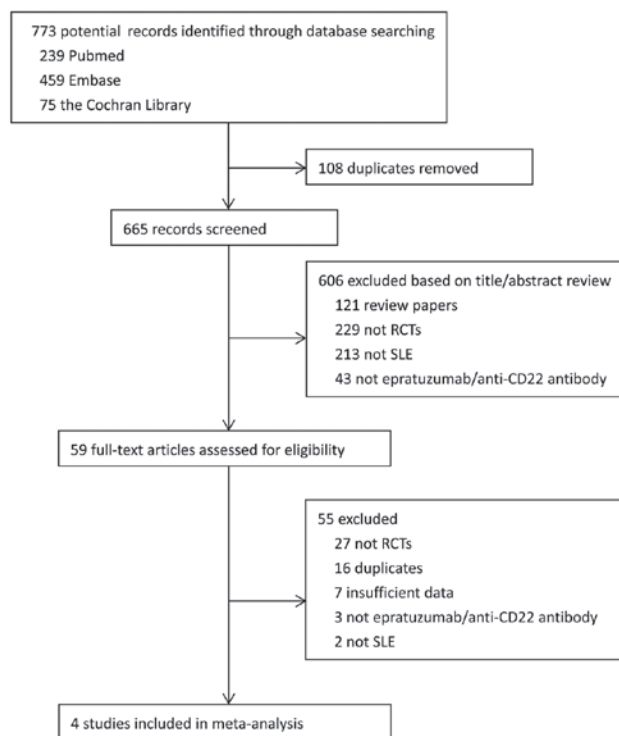 773 potential records identified through database searching
239 Pubmed
459 Embase
75 the Cochran Library
108 duplicates removed
665 records screened
606 excluded based on title/abstract review
121 review papers
229 not RCTs
213 not SLE
43 not epratuzumab/anti-CD22 antibody
59 full-text articles assessed for eligibility
55 excluded
27 not RCTs
16 duplicates
7 insufficient data
3 not epratuzumab/anti-CD22 antibody
2 not SLE
4 studies included in meta-analysis